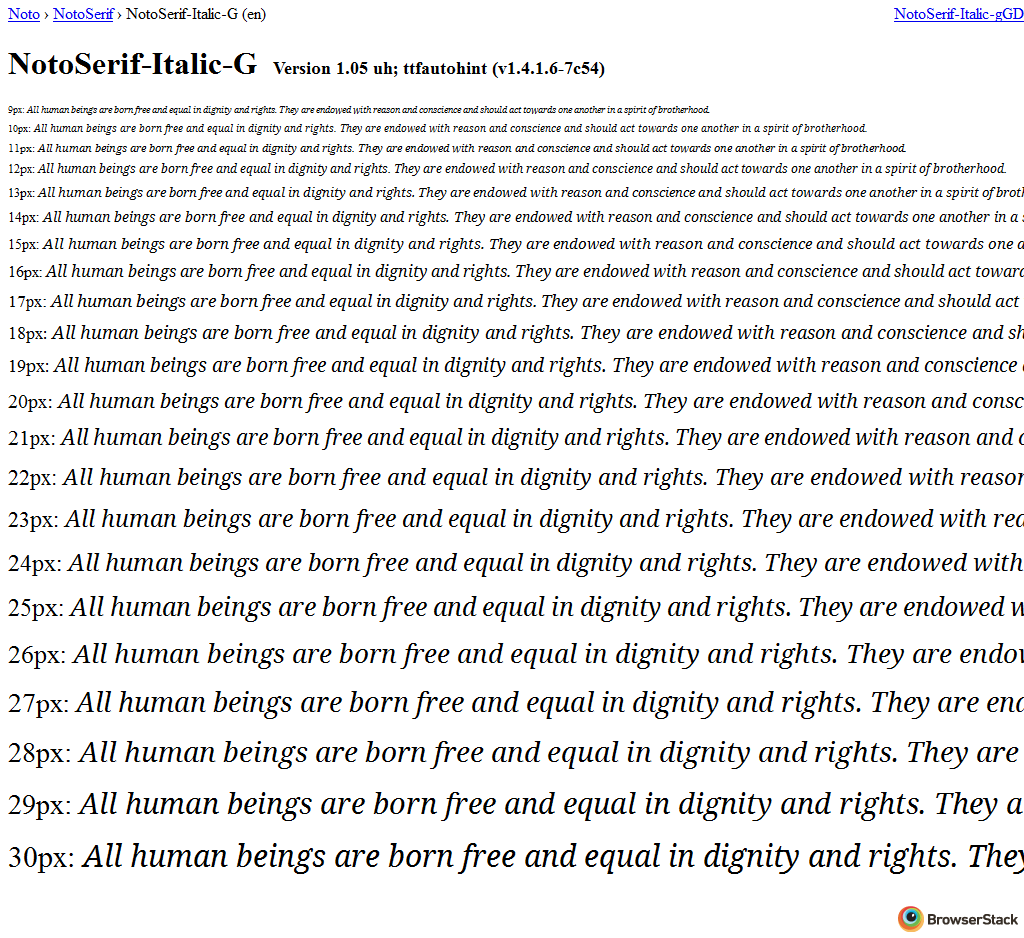 Noto › NotoSerif › NotoSerif-Italic-G (en) NotoSerif-Italic-gGD
NotoSerif-Italic-G Version 1.05 uh; ttfautohint (v1.4.1.6-7c54)
9px: All human beings are born free and equal in dignity and rights. They are endowed with reason and conscience and should act towards one another in a spirit of brotherhood.
10px: All human beings are born free and equal in dignity and rights. They are endowed with reason and conscience and should act towards one another in a spirit of brotherhood.
11px: All human beings are born free and equal in dignity and rights. They are endowed with reason and conscience and should act towards one another in a spirit of brotherhood.
12px: All human beings are born free and equal in dignity and rights. They are endowed with reason and conscience and should act towards one another in a spirit of brotherhood.
13px: All human beings are born free and equal in dignity and rights. They are endowed with reason and conscience and should act towards one another in a spirit of brot
14px: All human beings are born free and equal in dignity and rights. They are endowed with reason and conscience and should act towards one another in a
15px: All human beings are born free and equal in dignity and rights. They are endowed with reason and conscience and should act towards one
16px: All human beings are born free and equal in dignity and rights. They are endowed with reason and conscience and should act towar
17px: All human beings are born free and equal in dignity and rights. They are endowed with reason and conscience and should act
18px: All human beings are born free and equal in dignity and rights. They are endowed with reason and conscience and sh
19px: All human beings are born free and equal in dignity and rights. They are endowed with reason and conscience
20px: All human beings are born free and equal in dignity and rights. They are endowed with reason and consc
21px: All human beings are born free and equal in dignity and rights. They are endowed with reason and
22px: All human beings are born free and equal in dignity and rights. They are endowed with reason
23px: All human beings are born free and equal in dignity and rights. They are endowed with rea
24px: All human beings are born free and equal in dignity and rights. They are endowed with
25px: All human beings are born free and equal in dignity and rights. They are endowed w
26px: All human beings are born free and equal in dignity and rights. They are endow
27px: All human beings are born free and equal in dignity and rights. They are end
28px: All human beings are born free and equal in dignity and rights. They are
29px: All human beings are born free and equal in dignity and rights. They a
30px: All human beings are born free and equal in dignity and rights. They
BrowserStack